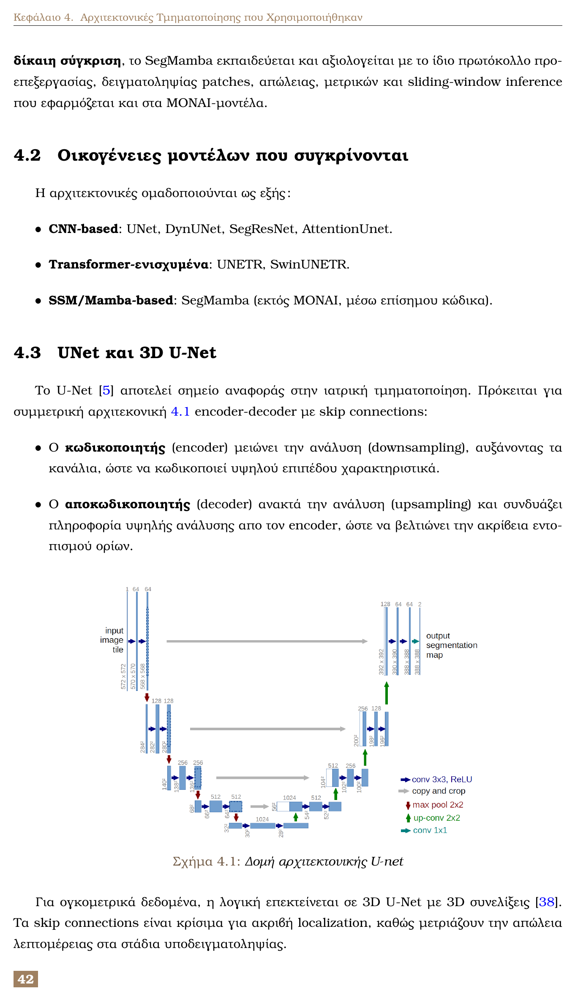 Κεφάλαιο 4. Αρχιτεκτονικές Τμηματοποίησης που Χρησιμοποιήθηκαν
δίκαιη σύγκριση, το SegMamba εκπαιδεύεται και αξιολογείται με το ίδιο πρωτόκολλο προ-
επεξεργασίας, δειγματοληψίας patches, απώλειας, μετρικών και sliding-window inference
που εφαρμόζεται και στα MONAI-μοντέλα.
4.2 Οικογένειες μοντέλων που συγκρίνονται
Η αρχιτεκτονικές ομαδοποιούνται ως εξής:
• CNN-based: UNet, DynUNet, SegResNet, AttentionUnet.
• Transformer-ενισχυμένα: UNETR, SwinUNETR.
• SSM/Mamba-based: SegMamba (εκτός MONAI, μέσω επίσημου κώδικα).
4.3 UNet και 3D U-Net
Το U-Net [5] αποτελεί σημείο αναφοράς στην ιατρική τμηματοποίηση. Πρόκειται για
συμμετρική αρχιτεκονική 4.1 encoder-decoder με skip connections:
• Ο κωδικοποιητής (encoder) μειώνει την ανάλυση (downsampling), αυξάνοντας τα
κανάλια, ώστε να κωδικοποιεί υψηλού επιπέδου χαρακτηριστικά.
• Ο αποκωδικοποιητής (decoder) ανακτά την ανάλυση (upsampling) και συνδυάζει
πληροφορία υψηλής ανάλυσης απο τον encoder, ώστε να βελτιώνει την ακρίβεια εντο-
πισμού ορίων.
1 64 64
128 64 64 2
input
image
tile
output
segmentation
map
572 x 572
570 x 570
568 x 568
392 x 392
390 x 390
388 x 388
388 x 388
128 128
256 128
284²
282²
280²
200²
198²
196²
256 256
512 256
140²
138²
136²
104²
102²
100²
conv 3x3, ReLU
copy and crop
max pool 2x2
up-conv 2x2
conv 1x1
512 512
1024 512
68²
66²
64²
56²
54²
52²
1024
32²
30²
28²
Σχήμα 4.1: Δομή αρχιτεκτονικής U-net
Για ογκομετρικά δεδομένα, η λογική επεκτείνεται σε 3D U-Net με 3D συνελίξεις [38].
Τα skip connections είναι κρίσιμα για ακριβή localization, καθώς μετριάζουν την απώλεια
λεπτομέρειας στα στάδια υποδειγματοληψίας.
42